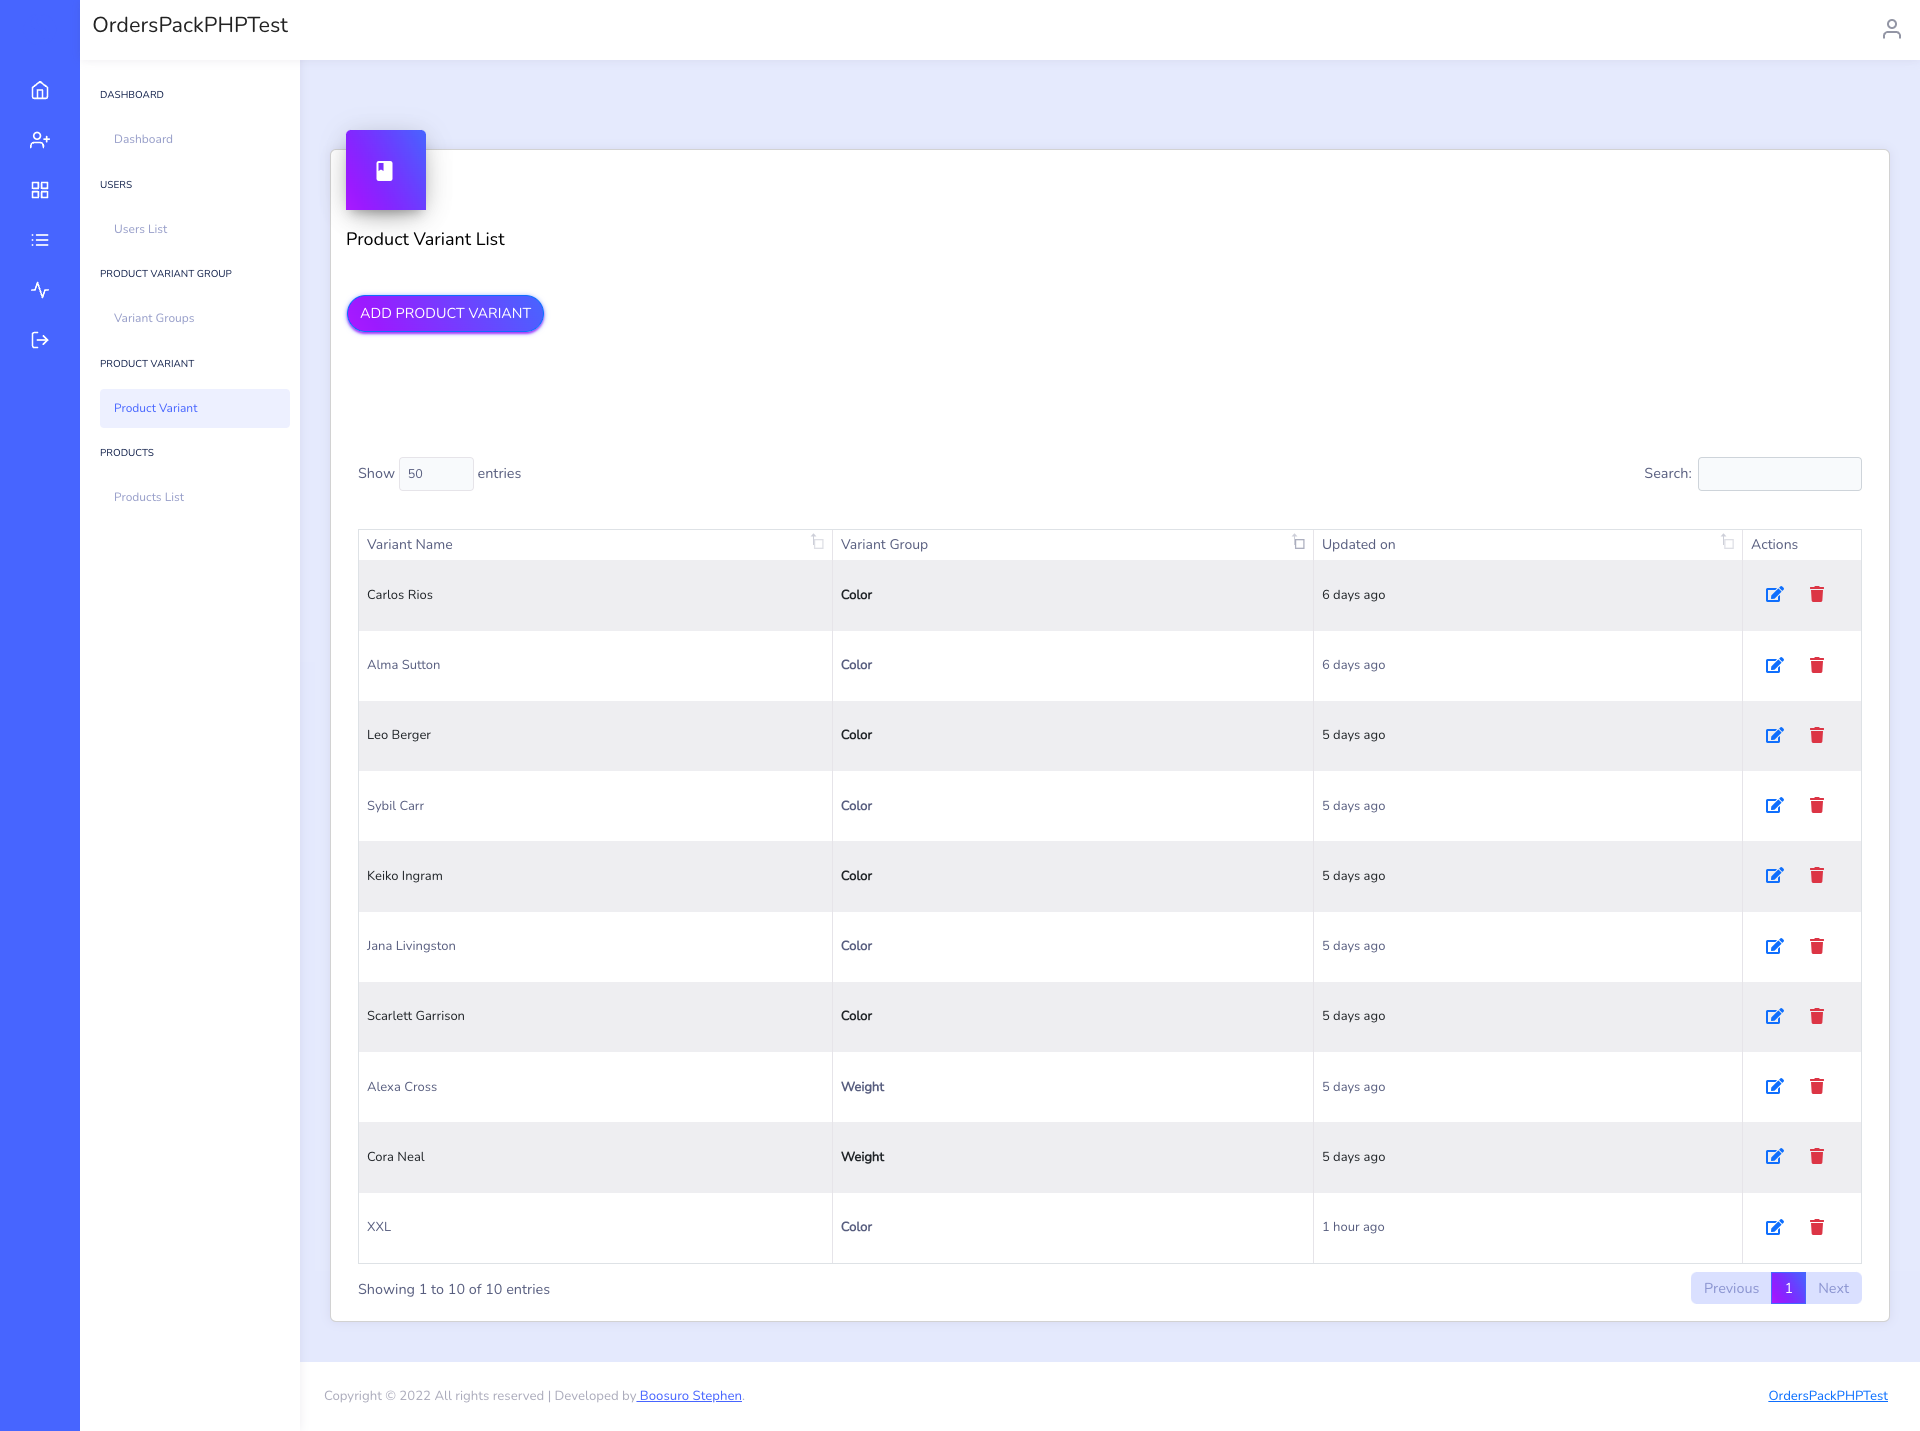 OrdersPackPHPTest
DASHBOARD
Dashboard
USERS
Users List
PRODUCT VARIANT GROUP
Variant Groups
PRODUCT VARIANT
Product Variant
PRODUCTS
Products List
Product Variant List
ADD PRODUCT VARIANT
Show 50 entries Search:
Variant Name Variant Group Updated on Actions
Carlos Rios Color 6 days ago
Alma Sutton Color 6 days ago
Leo Berger Color 5 days ago
Sybil Carr Color 5 days ago
Keiko Ingram Color 5 days ago
Jana Livingston Color 5 days ago
Scarlett Garrison Color 5 days ago
Alexa Cross Weight 5 days ago
Cora Neal Weight 5 days ago
XXL Color 1 hour ago
Showing 1 to 10 of 10 entries Previous 1 Next
Copyright © 2022 All rights reserved | Developed by Boosuro Stephen. OrdersPackPHPTest